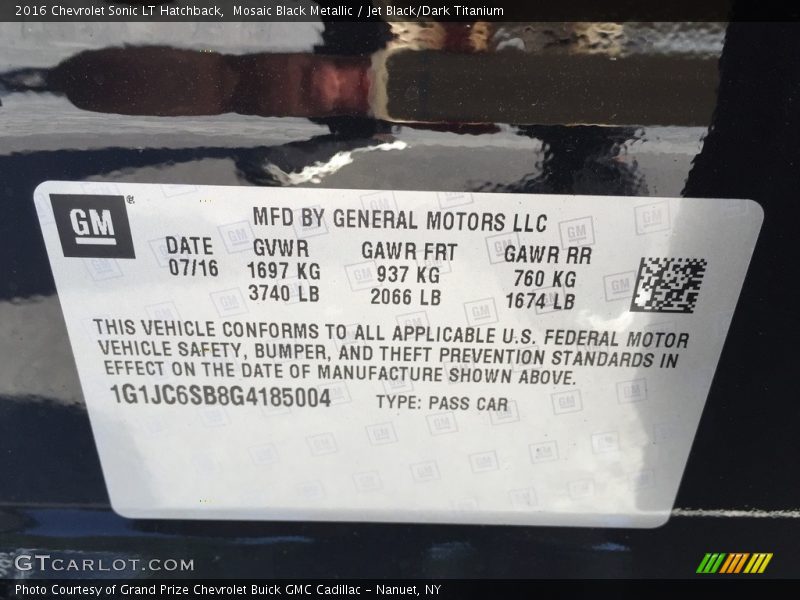 2016 Chevrolet Sonic LT Hatchback, Mosaic Black Metallic / Jet Black/Dark Titanium
GM ®
MFD BY GENERAL MOTORS LLC
DATE GVWR GAWR FRT GAWR RR
07/16 1697 KG 937 KG 760 KG
3740 LB 2066 LB 1674 LB
THIS VEHICLE CONFORMS TO ALL APPLICABLE U.S. FEDERAL MOTOR
VEHICLE SAFETY, BUMPER, AND THEFT PREVENTION STANDARDS IN
EFFECT ON THE DATE OF MANUFACTURE SHOWN ABOVE.
1G1JC6SB8G4185004 TYPE: PASS CAR
GTCARLOT.COM
Photo Courtesy of Grand Prize Chevrolet Buick GMC Cadillac - Nanuet, NY